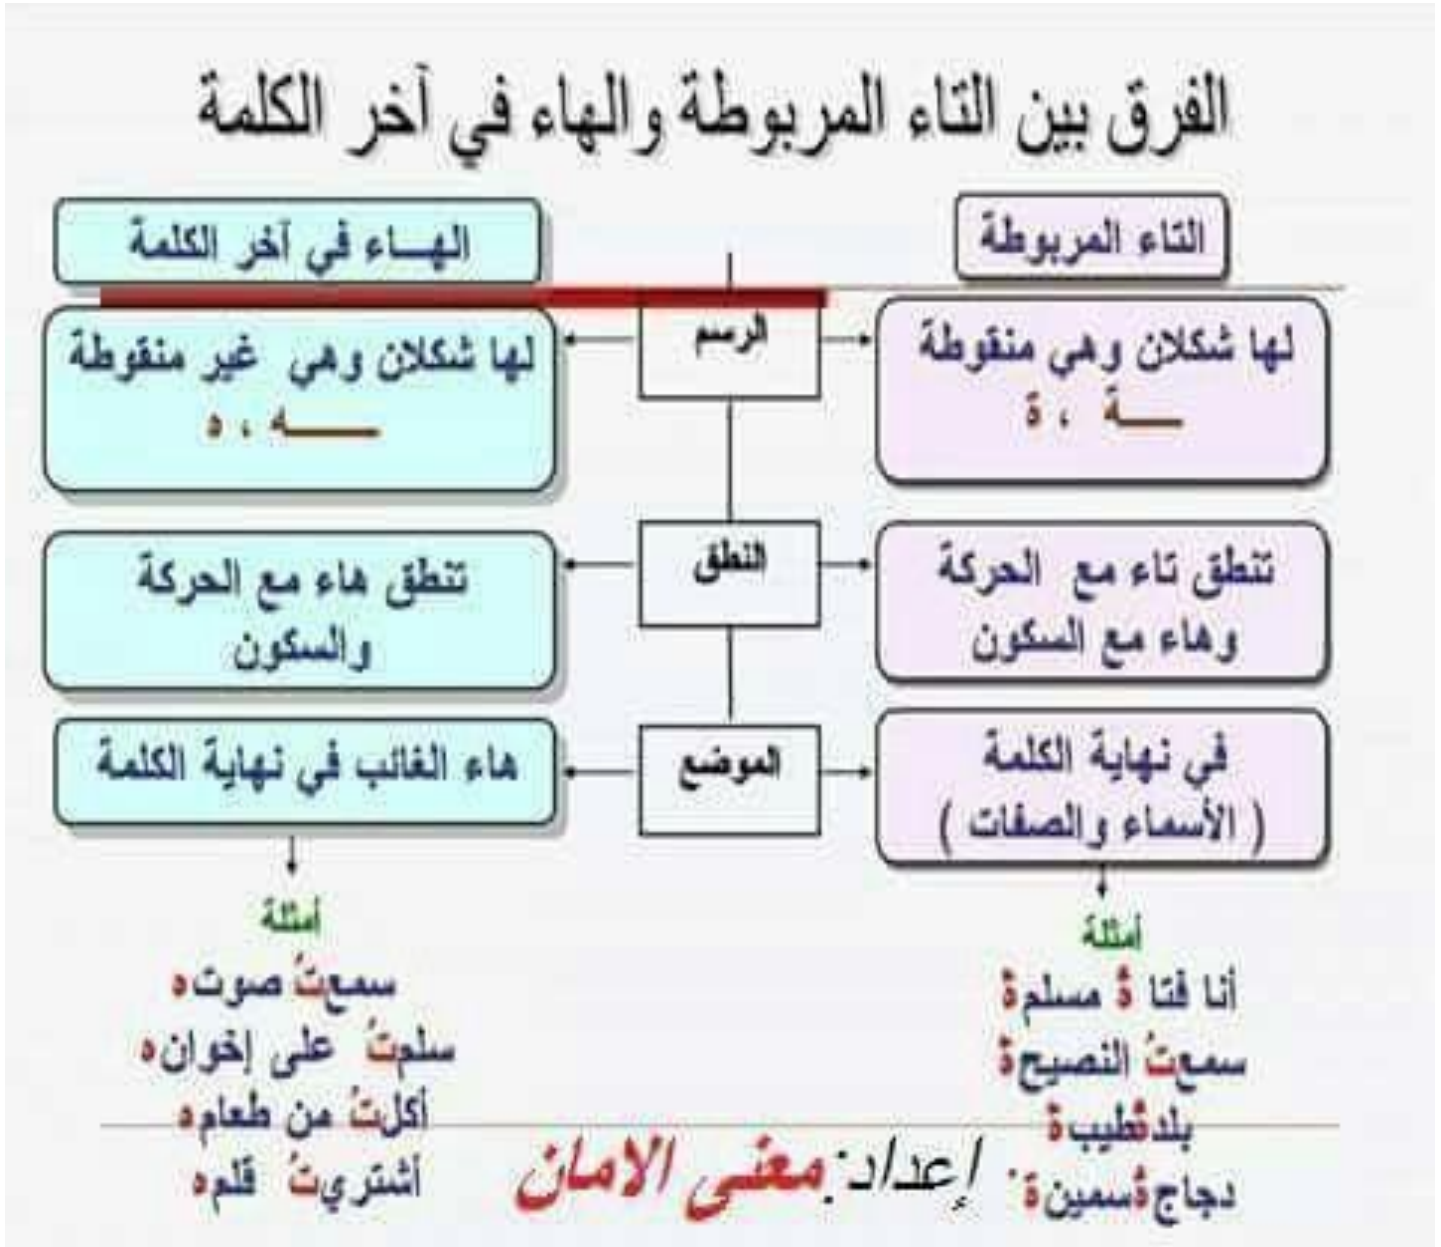 الفرق بين التاء المربوطة والهاء في آخر الكلمة
التاء المربوطة
الهـــاء في آخر الكلمة
الرسم
لها شكلان وهي منقوطة
ـــة ، ة
لها شكلان وهي غير منقوطة
ـــــه ، ه
النطق
تنطق تاء مع الحركة
وهاء مع السكون
تنطق هاء مع الحركة
والسكون
الموضع
في نهاية الكلمة
( الأسماء والصفات )
هاء الغائب في نهاية الكلمة
أمثلة
أنا فتا ةٌ مسلمةٌ
سمعتُ النصيحةَ
بلدةٌطيبةٌ
دجاجةٌسمينةٌ
أمثلة
سمعتُ صوته
سلمتُ على إخوانه
أكلتُ من طعامه
أشتريتُ قلمه
إعداد:معنى الامان